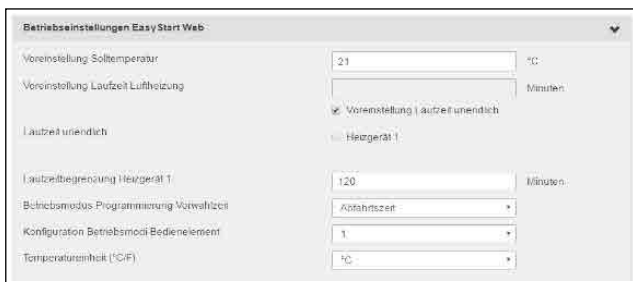 Betriebseinstellungen EasyStart Web
Voreinstellung Solltemperatur 21 °C
Voreinstellung Laufzeit Luftheizung Minuten
Voreinstellung Laufzeit unendlich
Laufzeit unendlich Heizgerät 1
Laufzeitbegrenzung Heizgerät 1 120 Minuten
Betriebsmodus Programmierung Vorwahlzeit Abfahrtszeit
Konfiguration Betriebsmodi Bedienelement 1
Temperatureinheit (°C/F) °C